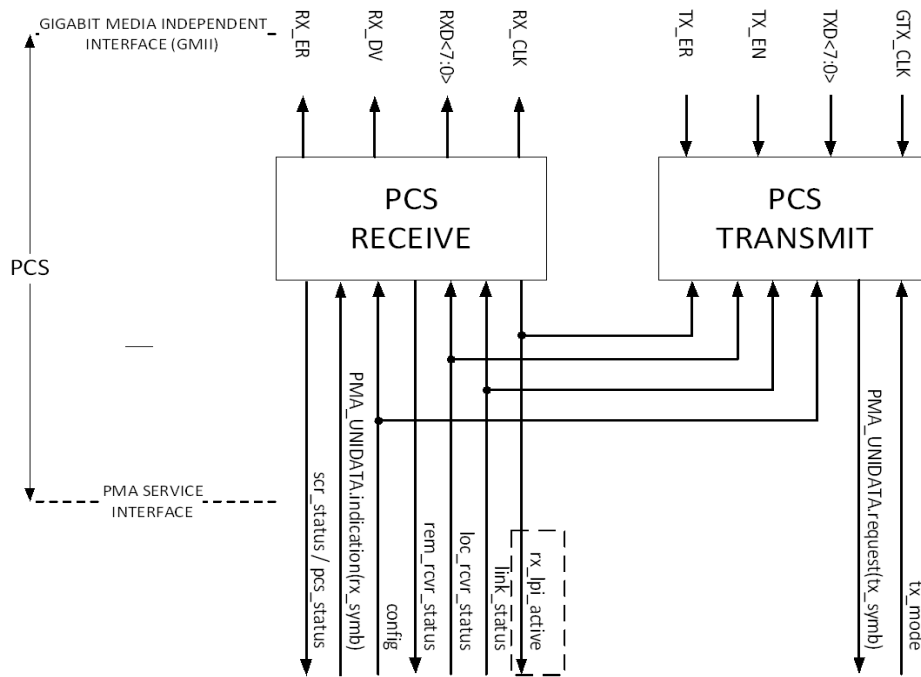 GIGABIT MEDIA INDEPENDENT
INTERFACE (GMII)
RX_ER
RX_DV
RXD<7:0>
RX_CLK
TX_ER
TX_EN
TXD<7:0>
GTX_CLK
PCS
RECEIVE
PCS
TRANSMIT
PCS
PMA SERVICE
INTERFACE
scr_status / pcs_status
PMA_UNIDATA.indication(rx_symb)
config
rem_rcvr_status
loc_rcvr_status
link_status
rx_lpi_active
PMA_UNIDATA.request(tx_symb)
tx_mode